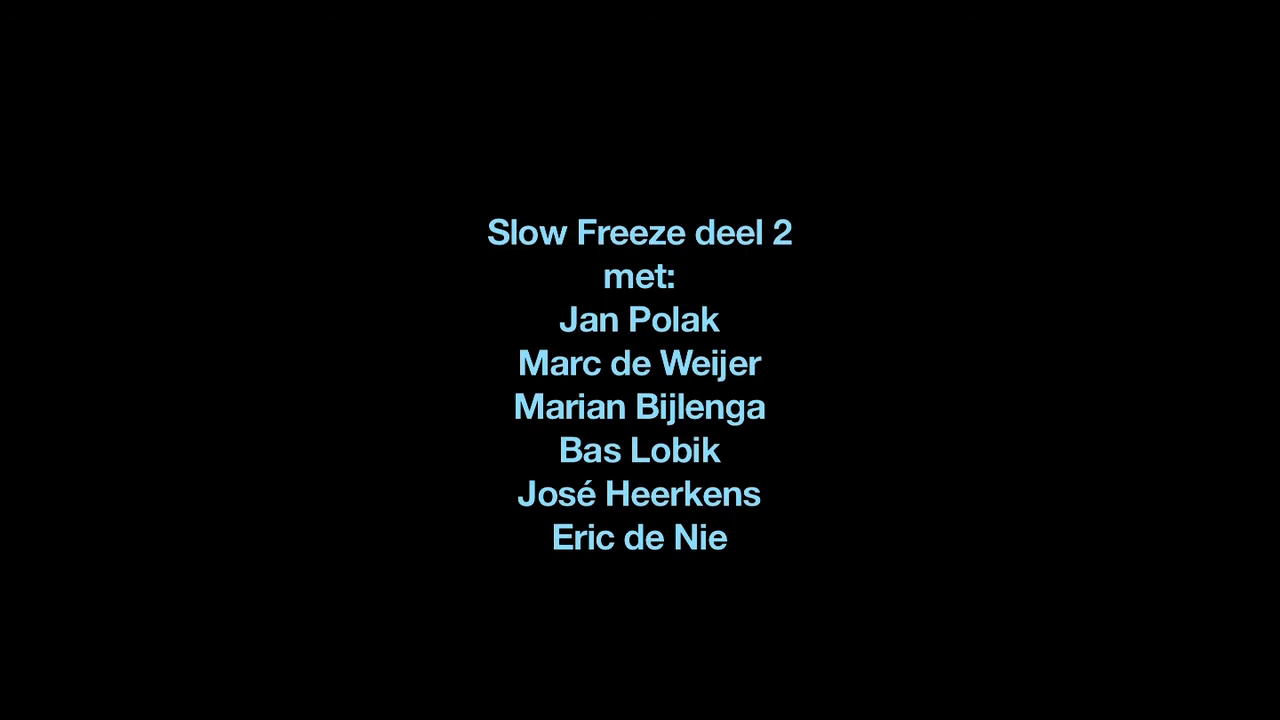 Slow Freeze deel 2
met:
Jan Polak
Marc de Weijer
Marian Bijlenga
Bas Lobik
José Heerkens
Eric de Nie